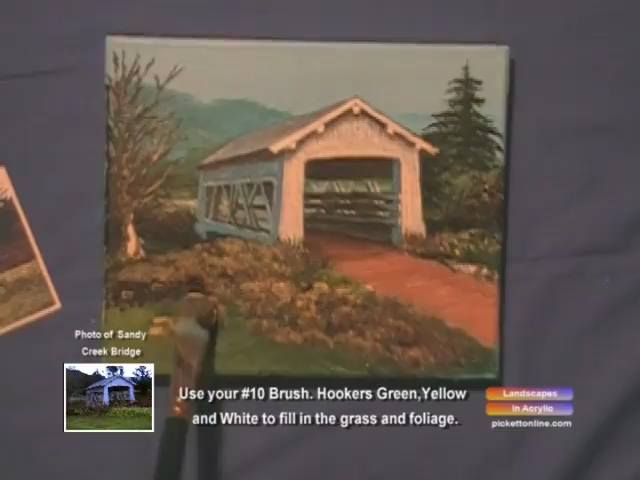 Photo of Sandy
Creek Bridge
Use your #10 Brush. Hookers Green,Yellow
and White to fill in the grass and foliage.
Landscapes
in Acrylic
pickettonline.com